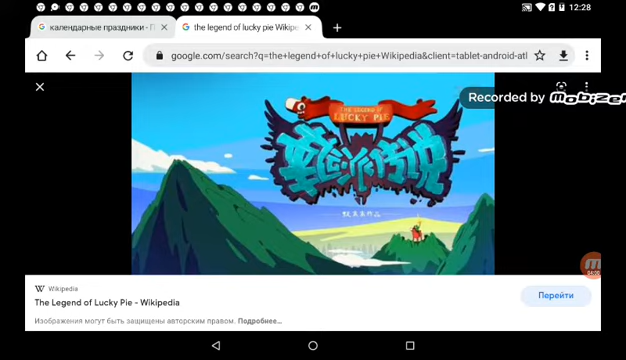 12:28
календарные праздники - П
the legend of lucky pie Wikipe
google.com/search?q=the+legend+of+lucky+pie+Wikipedia&client=tablet-android-atl
Recorded by mobizen
THE LEGEND OF
LUCKY PIE
W Wikipedia
The Legend of Lucky Pie - Wikipedia
Перейти
Изображения могут быть защищены авторским правом. Подробнее...